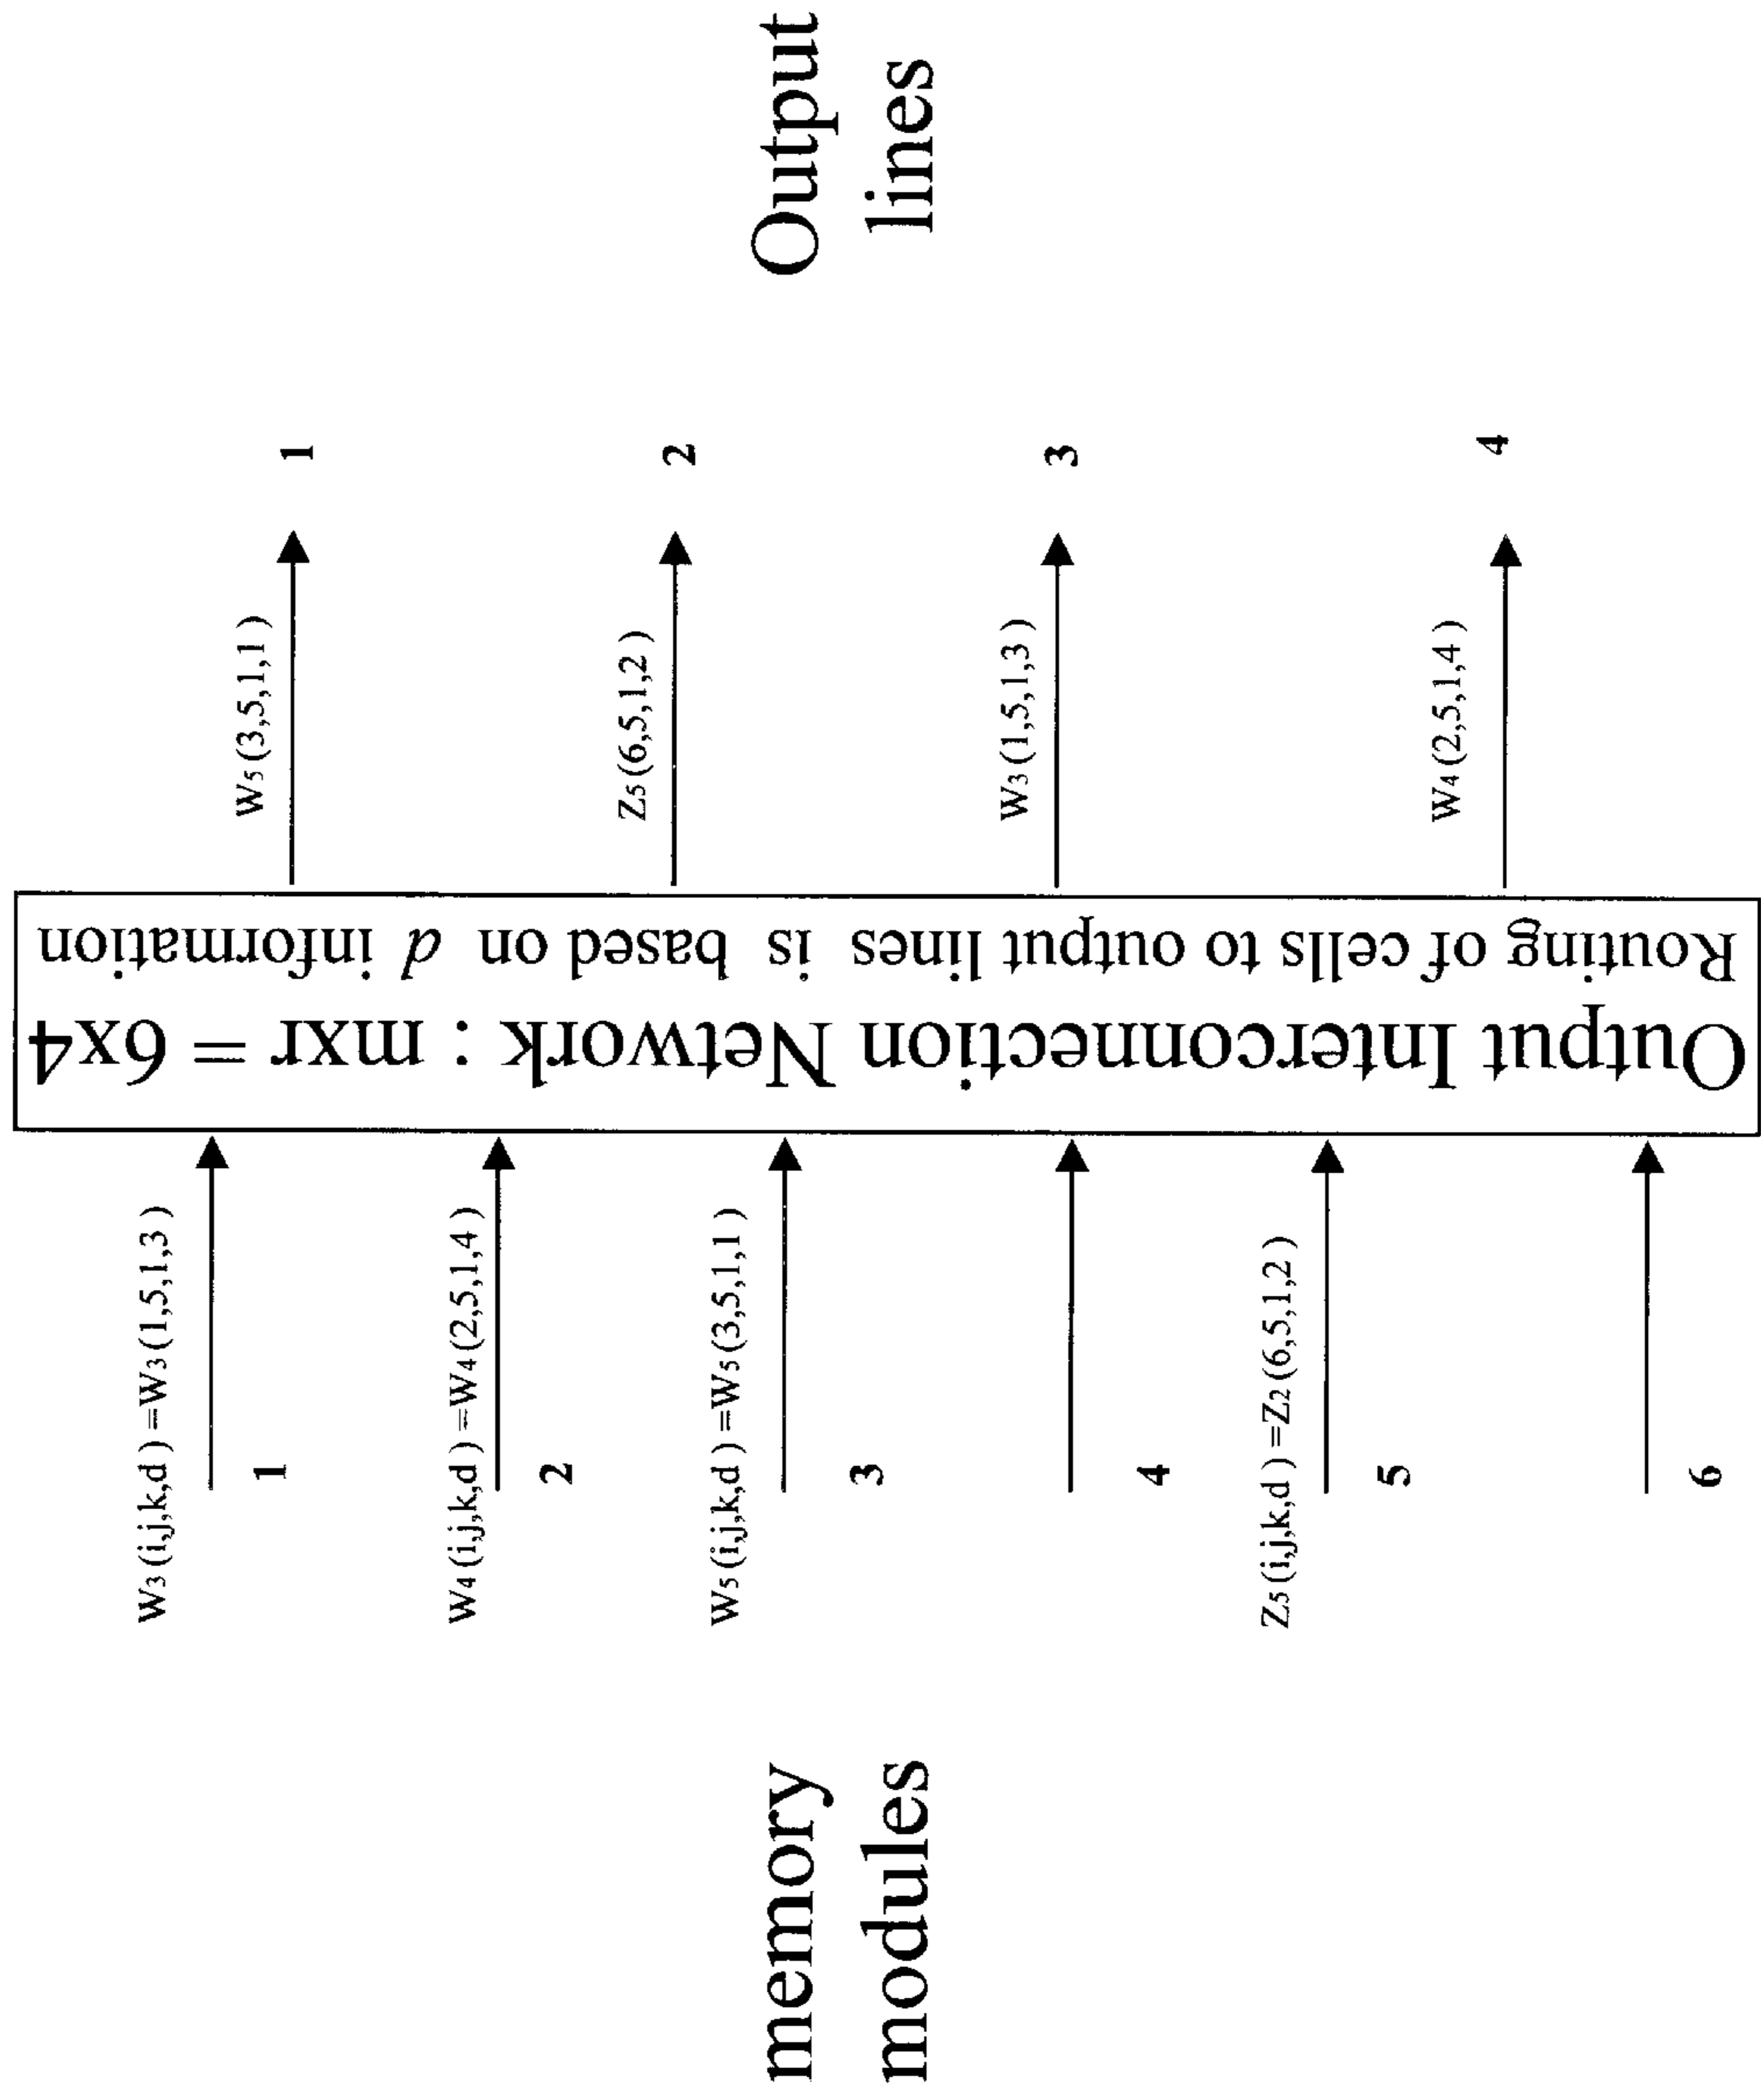 W3 (i,j,k,d ) =W3 (1,5,1,3 )
1
W4 (i,j,k,d ) =W4 (2,5,1,4 )
2
W5 (i,j,k,d ) =W5 (3,5,1,1 )
3
4
Z5 (i,j,k,d ) =Z2 (6,5,1,2 )
5
6
memory
modules
Output Interconnection Network : mxr = 6x4
Routing of cells to output lines is based on d information
W5 (3,5,1,1 )
1
Z5 (6,5,1,2 )
2
W3 (1,5,1,3 )
3
W4 (2,5,1,4 )
4
Output
lines